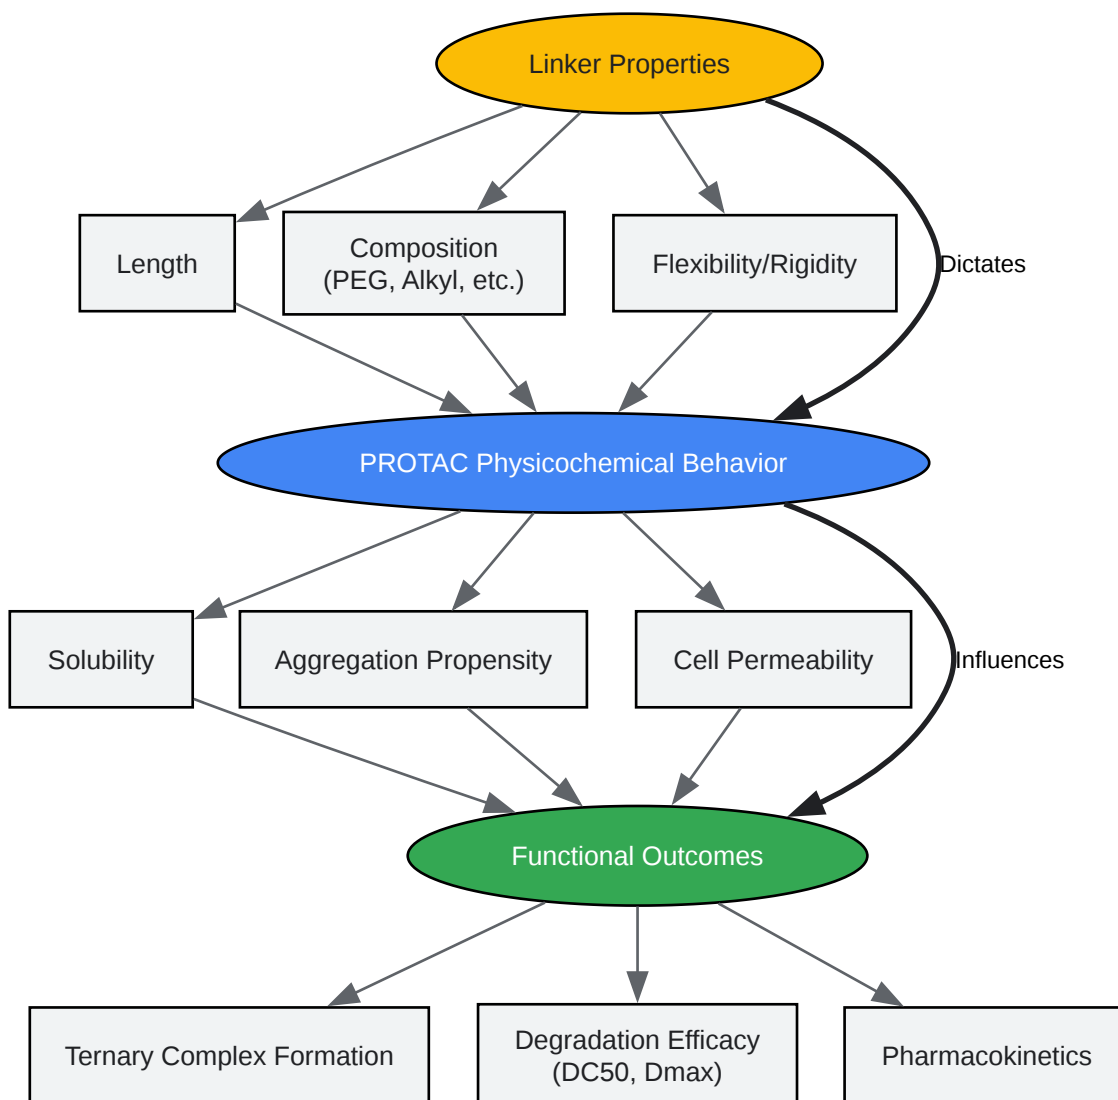 Linker Properties
Length
Composition
(PEG, Alkyl, etc.)
Flexibility/Rigidity
Dictates
PROTAC Physicochemical Behavior
Solubility
Aggregation Propensity
Cell Permeability
Influences
Functional Outcomes
Ternary Complex Formation
Degradation Efficacy
(DC50, Dmax)
Pharmacokinetics